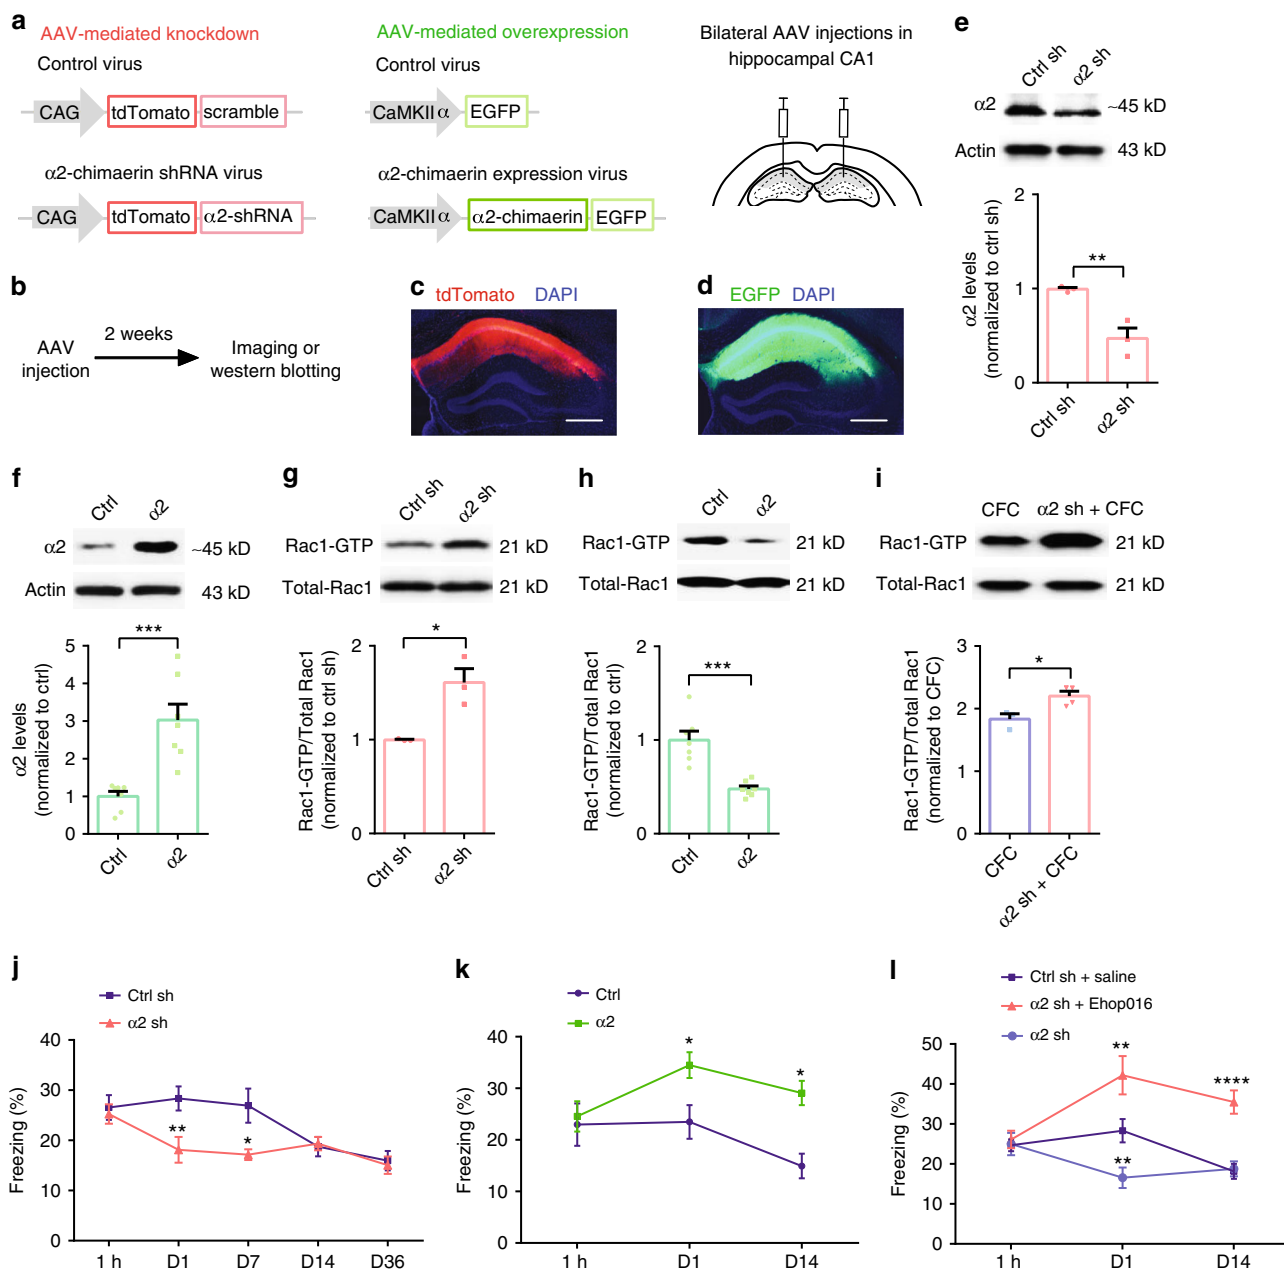 a
AAV-mediated knockdown
Control virus
CAG tdTomato scramble
α2-chimaerin shRNA virus
CAG tdTomato α2-shRNA
AAV-mediated overexpression
Control virus
CaMKII α EGFP
α2-chimaerin expression virus
CaMKII α α2-chimaerin EGFP
Bilateral AAV injections in
hippocampal CA1
b
AAV
injection
2 weeks
Imaging or
western blotting
c
tdTomato DAPI
d
EGFP DAPI
e
Ctrl sh α2 sh
α2 ~45 kD
Actin 43 kD
α2 levels
(normalized to ctrl sh)
2
1
0
**
Ctrl sh α2 sh
f
Ctrl α2
α2 ~45 kD
Actin 43 kD
α2 levels
(normalized to ctrl)
5
4
3
2
1
0
***
Ctrl α2
g
Ctrl sh α2 sh
Rac1-GTP 21 kD
Total-Rac1 21 kD
Rac1-GTP/Total Rac1
(normalized to ctrl sh)
2
1
0
*
Ctrl sh α2 sh
h
Ctrl α2
Rac1-GTP 21 kD
Total-Rac1 21 kD
Rac1-GTP/Total Rac1
(normalized to ctrl)
2
1
0
***
Ctrl α2
i
CFC α2 sh + CFC
Rac1-GTP 21 kD
Total-Rac1 21 kD
Rac1-GTP/Total Rac1
(normalized to CFC)
3
2
1
0
*
CFC α2 sh + CFC
j
Ctrl sh
α2 sh
Freezing (%)
40
30
20
10
0
** *
1 h D1 D7 D14 D36
k
Ctrl
α2
Freezing (%)
40
30
20
10
0
* *
1 h D1 D14
l
Ctrl sh + saline
α2 sh + Ehop016
α2 sh
Freezing (%)
50
40
30
20
10
0
** ****
**
1 h D1 D14